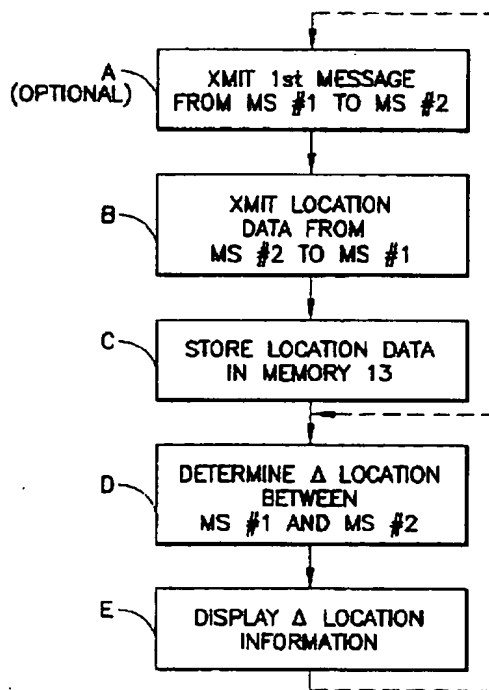 A
(OPTIONAL)
XMIT 1st MESSAGE
FROM MS #1 TO MS #2
B
XMIT LOCATION
DATA FROM
MS #2 TO MS #1
C
STORE LOCATION DATA
IN MEMORY 13
D
DETERMINE Δ LOCATION
BETWEEN
MS #1 AND MS #2
E
DISPLAY Δ LOCATION
INFORMATION